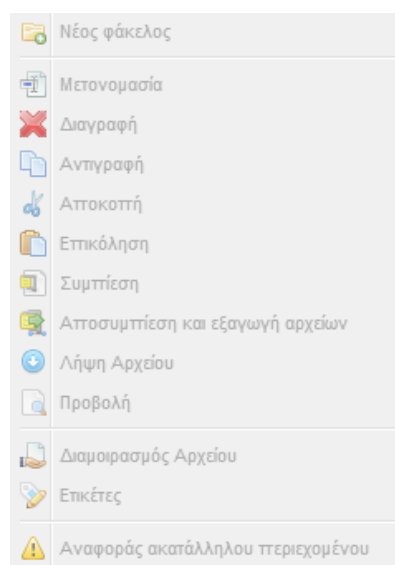 Νέος φάκελος
Μετονομασία
Διαγραφή
Αντιγραφή
Αποκοπή
Επικόληση
Συμπίεση
Αποσυμπίεση και εξαγωγή αρχείων
Λήψη Αρχείου
Προβολή
Διαμοιρασμός Αρχείου
Ετικέτες
Αναφοράς ακατάλληλου περιεχομένου